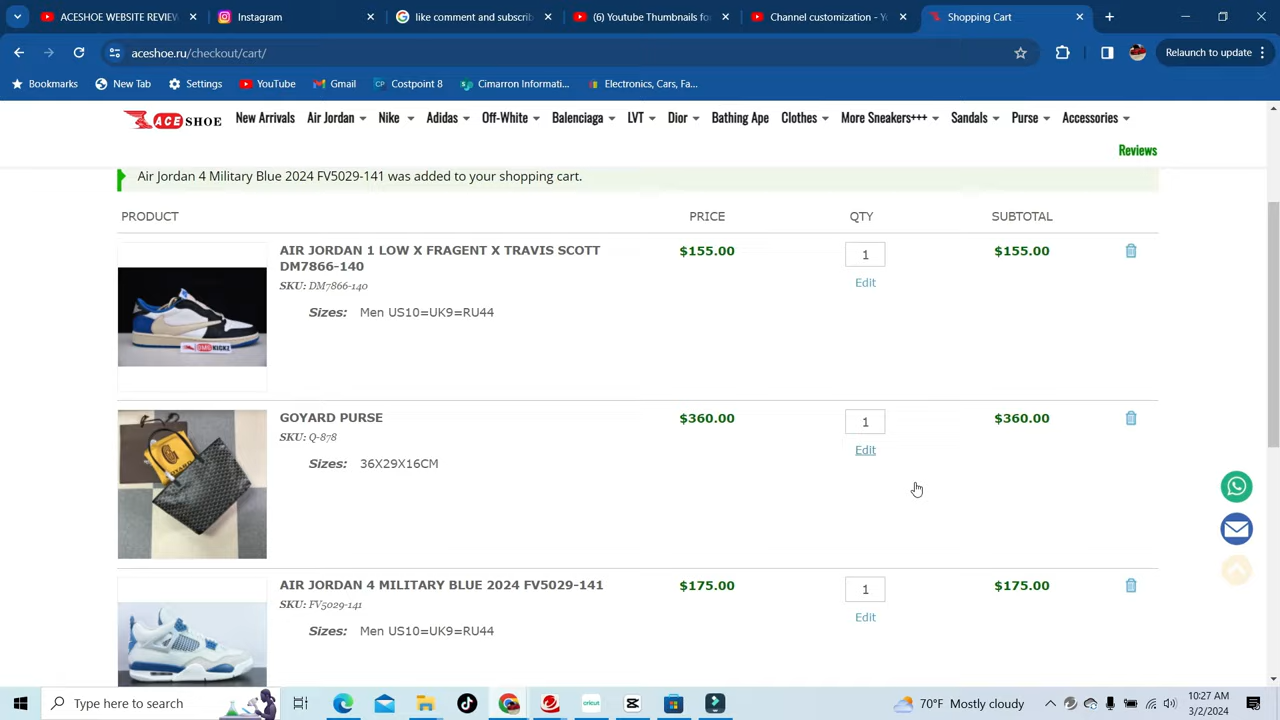 ACESHOE REVIEW
Instagram
like comment and subscrib
(6) Youtube Thumbnails fo
Channel customization - Y
Shopping Cart
aceshoe.ru/checkout/cart/
Relaunch to update
Bookmarks
New Tab
Settings
YouTube
Gmail
CP Costpoint 8
Cimarron Information...
Electronics, Cars, Fa...
ACE SHOE
New Arrivals
Air Jordan
Nike
Adidas
Off-White
Balenciaga
LVT
Dior
Bathing Ape
Clothes
More Sneakers+++
Sandals
Purse
Accessories
Reviews
Air Jordan 4 Military Blue 2024 FV5029-141 was added to your shopping cart.
PRODUCT PRICE QTY SUBTOTAL
AIR JORDAN 1 LOW X FRAGENT X TRAVIS SCOTT $155.00 1 $155.00
DM7866-140
SKU: DM7866-140
Edit
Sizes: Men US10=UK9=RU44
GOYARD PURSE $360.00 1 $360.00
SKU: Q-878
Edit
Sizes: 36X29X16CM
AIR JORDAN 4 MILITARY BLUE 2024 FV5029-141 $175.00 1 $175.00
SKU: FV5029-141
Edit
Sizes: Men US10=UK9=RU44
Type here to search
cricut
70°F Mostly cloudy
10:27 AM
3/2/2024